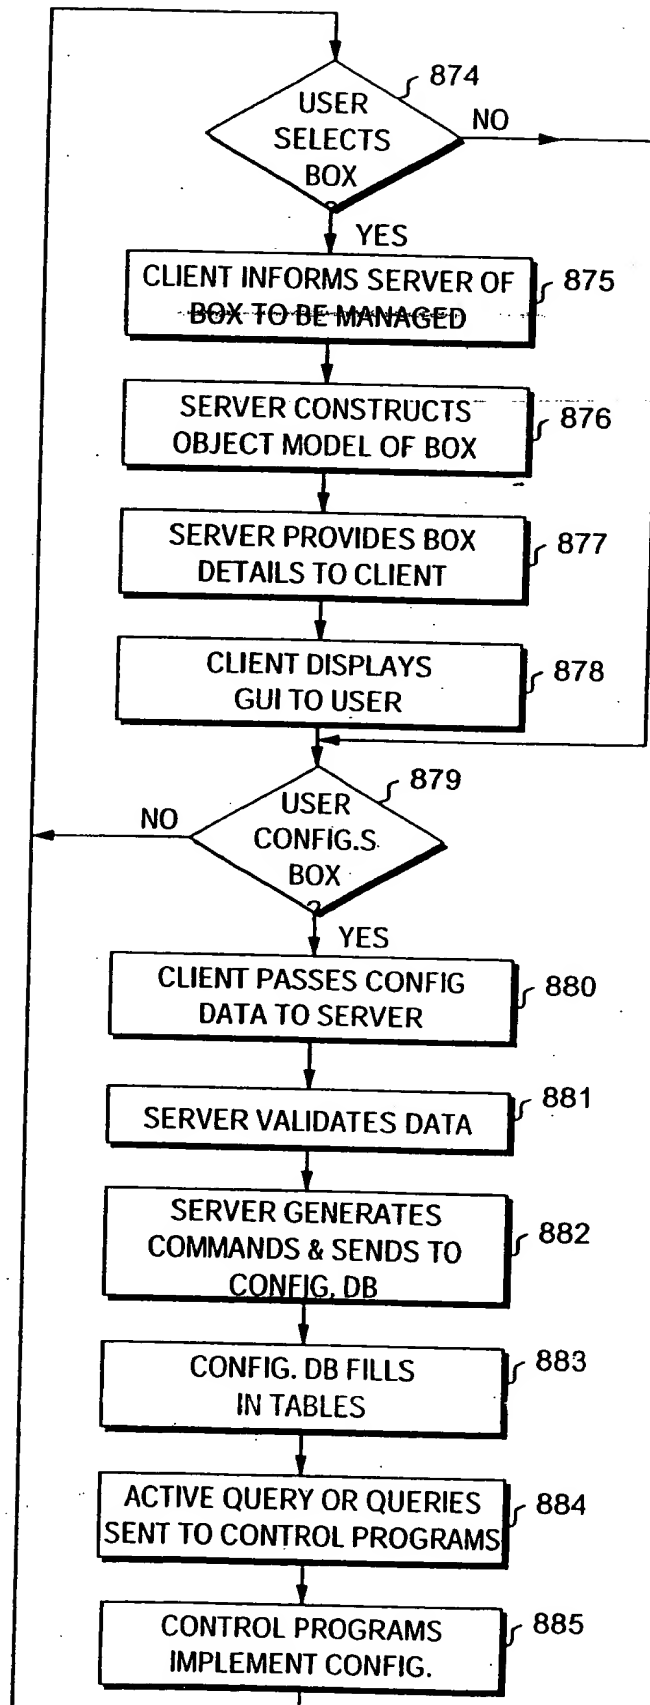 874
USER
SELECTS
BOX
?
NO
YES
CLIENT INFORMS SERVER OF
BOX TO BE MANAGED
875
SERVER CONSTRUCTS
OBJECT MODEL OF BOX
876
SERVER PROVIDES BOX
DETAILS TO CLIENT
877
CLIENT DISPLAYS
GUI TO USER
878
879
USER
CONFIG.S
BOX
?
NO
YES
CLIENT PASSES CONFIG
DATA TO SERVER
880
SERVER VALIDATES DATA
881
SERVER GENERATES
COMMANDS & SENDS TO
CONFIG. DB
882
CONFIG. DB FILLS
IN TABLES
883
ACTIVE QUERY OR QUERIES
SENT TO CONTROL PROGRAMS
884
CONTROL PROGRAMS
IMPLEMENT CONFIG.
885